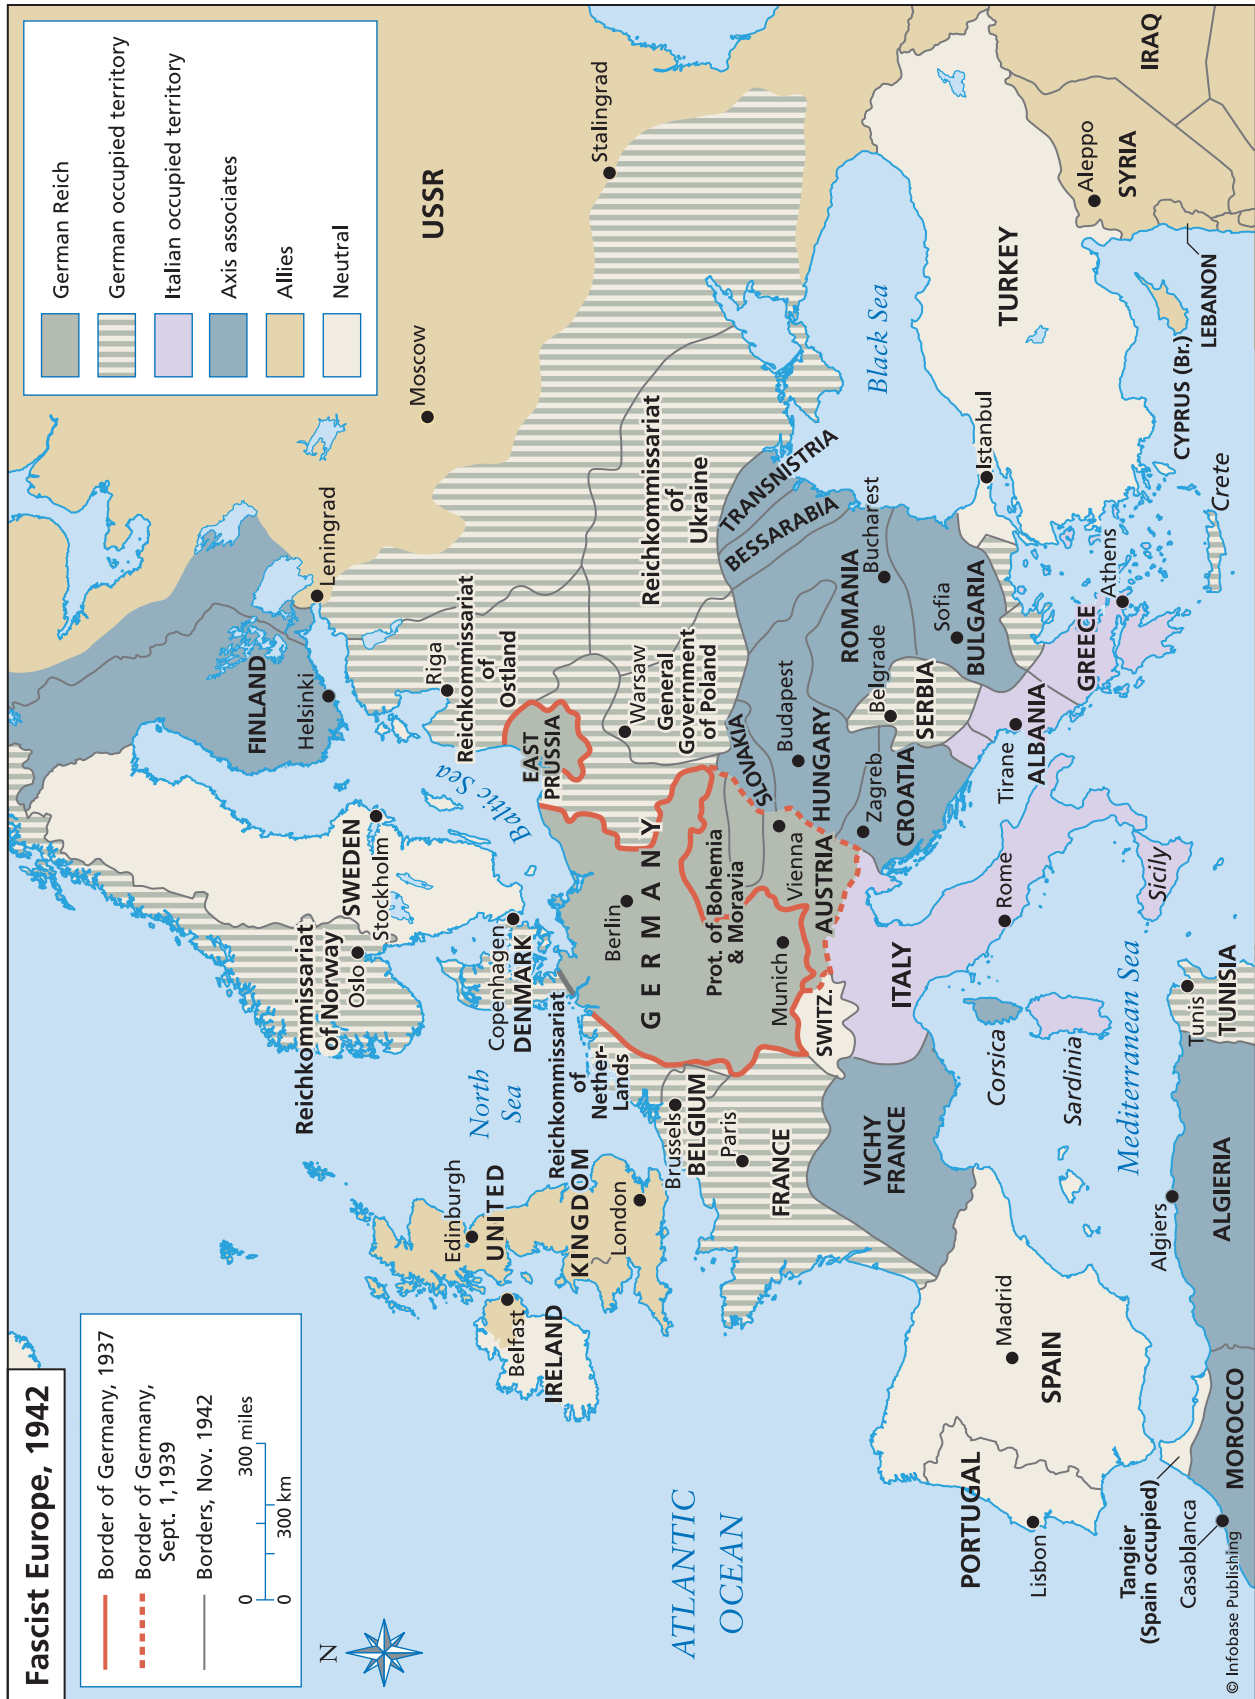 Fascist Europe, 1942
Border of Germany, 1937
Border of Germany,
Sept. 1,1939
Borders, Nov. 1942
0
300 miles
0
300 km
N
German Reich
German occupied territory
Italian occupied territory
Axis associates
Allies
Neutral
Reichkommissariat
of Norway
Oslo
SWEDEN
Stockholm
FINLAND
Helsinki
Leningrad
Moscow
USSR
Stalingrad
North
Sea
Baltic Sea
Edinburgh
UNITED
KINGDOM
London
Belfast
IRELAND
Copenhagen
DENMARK
Reichkommissariat
of
Nether-
Lands
Riga
Reichkommissariat
of
Ostland
EAST
PRUSSIA
Berlin
GERMANY
Warsaw
General
Government
of Poland
Reichkommissariat
of
Ukraine
Brussels
BELGIUM
Paris
FRANCE
Prot. of Bohemia
& Moravia
Munich
Vienna
AUSTRIA
SLOVAKIA
Budapest
HUNGARY
TRANSNISTRIA
BESSARABIA
SWITZ.
VICHY
FRANCE
ITALY
Zagreb
CROATIA
Belgrade
SERBIA
ROMANIA
Bucharest
Sofia
BULGARIA
Black Sea
ATLANTIC
OCEAN
PORTUGAL
Lisbon
Madrid
SPAIN
Corsica
Sardinia
Rome
Sicily
Tirane
ALBANIA
GREECE
Athens
Crete
Istanbul
TURKEY
Mediterranean Sea
CYPRUS (Br.)
LEBANON
Aleppo
SYRIA
IRAQ
Tangier
(Spain occupied)
Casablanca
MOROCCO
Algiers
ALGIERIA
Tunis
TUNISIA
© Infobase Publishing